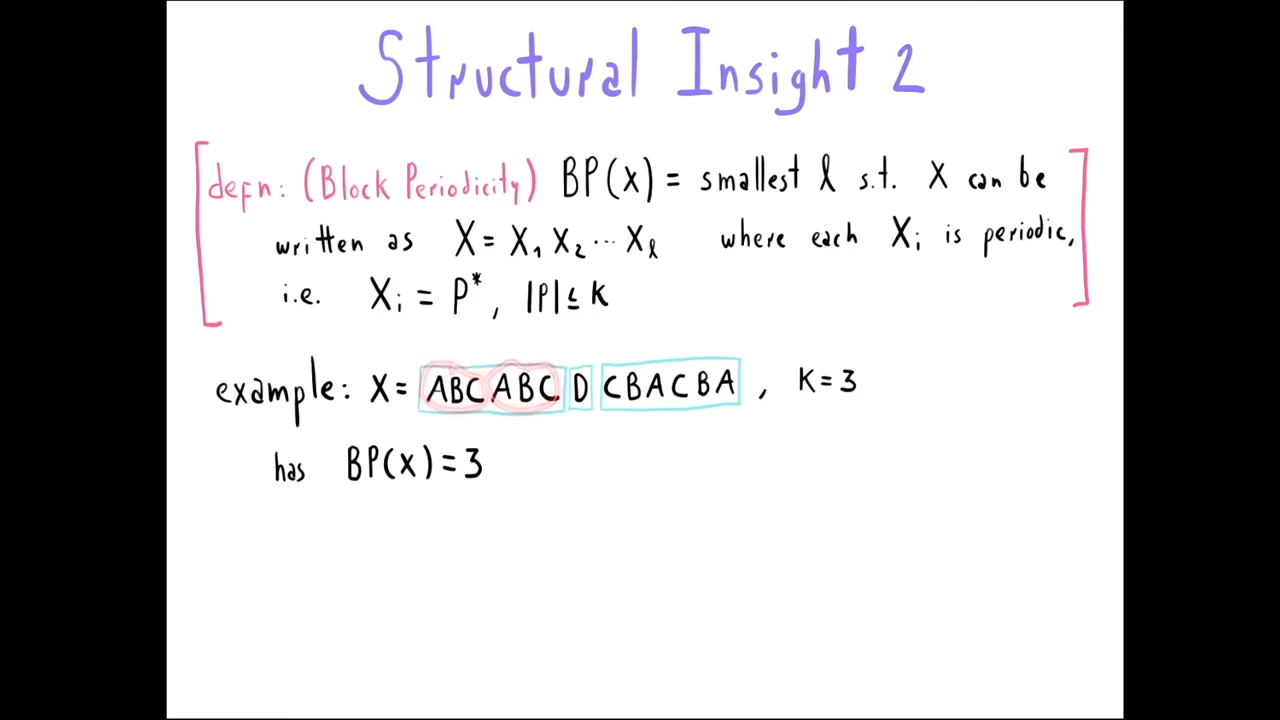 Structural Insight 2
defn: (Block Periodicity) BP(X) = smallest l s.t. X can be
written as X = X₁ X₂ ... Xₗ where each Xᵢ is periodic,
i.e. Xᵢ = P*, |P| ≤ K
example: X = ABCABC D CBACBA , K = 3
has BP(X) = 3